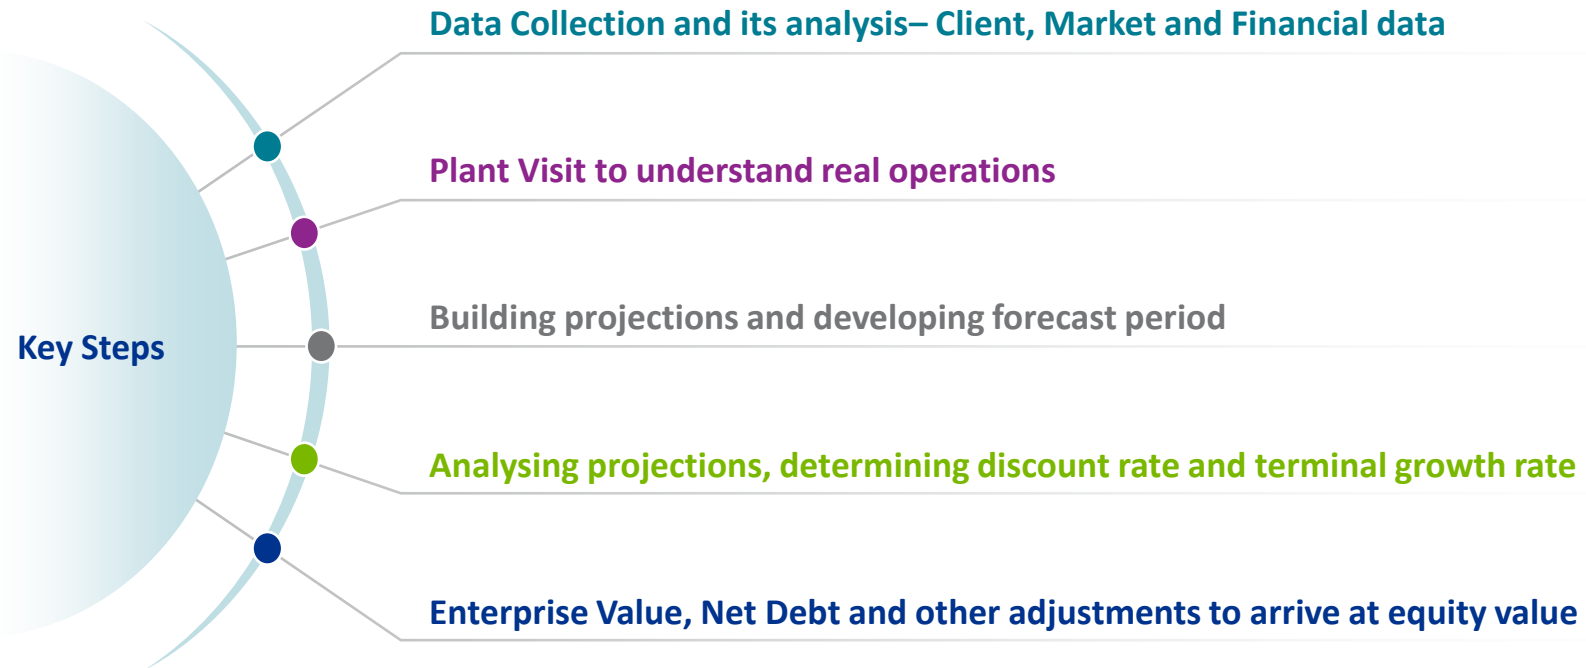 Data Collection and its analysis– Client, Market and Financial data
Plant Visit to understand real operations
Building projections and developing forecast period
Key Steps
Analysing projections, determining discount rate and terminal growth rate
Enterprise Value, Net Debt and other adjustments to arrive at equity value